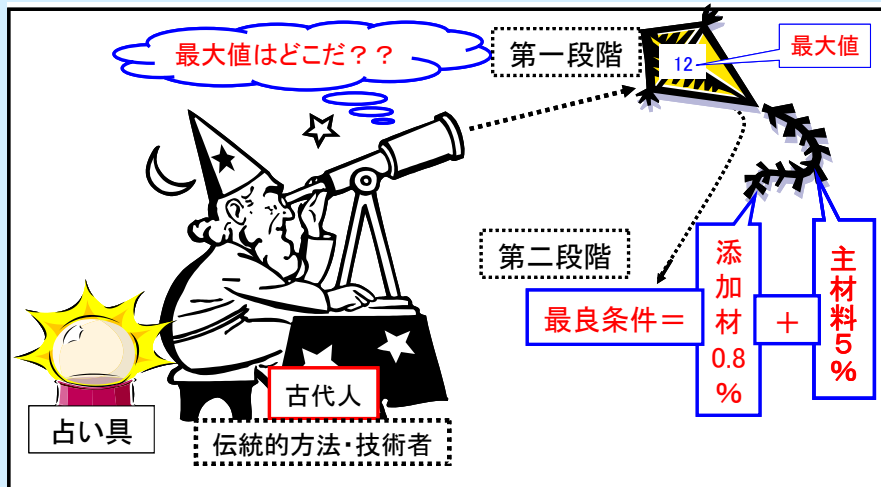 最大値はどこだ？？
第一段階
12
最大値
第二段階
最良条件＝
添加材0.8％
＋
主材料5％
占い具
古代人
伝統的方法・技術者